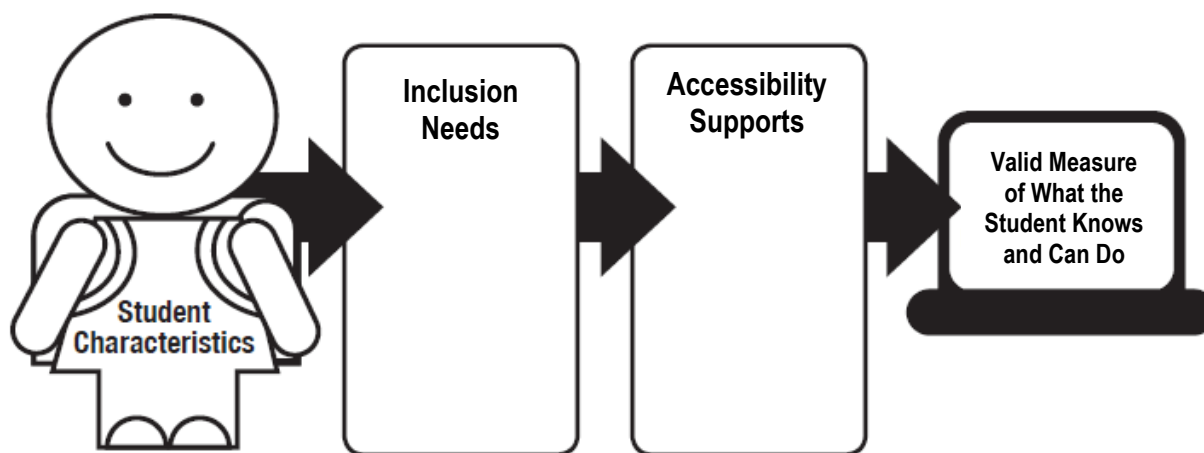 Student
Characteristics
Inclusion
Needs
Accessibility
Supports
Valid Measure
of What the
Student Knows
and Can Do